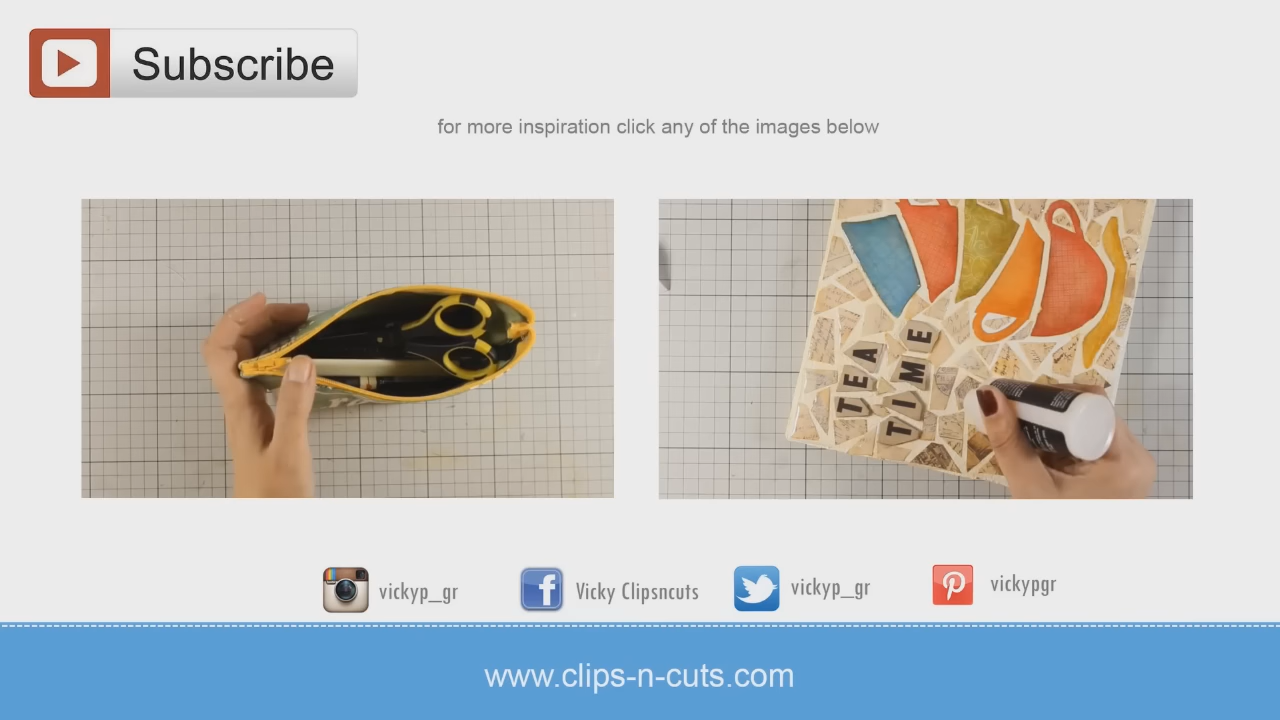 Subscribe
for more inspiration click any of the images below
TEA
TIME
vickyp_gr
Vicky Clipsncuts
vickyp_gr
vickypgr
www.clips-n-cuts.com